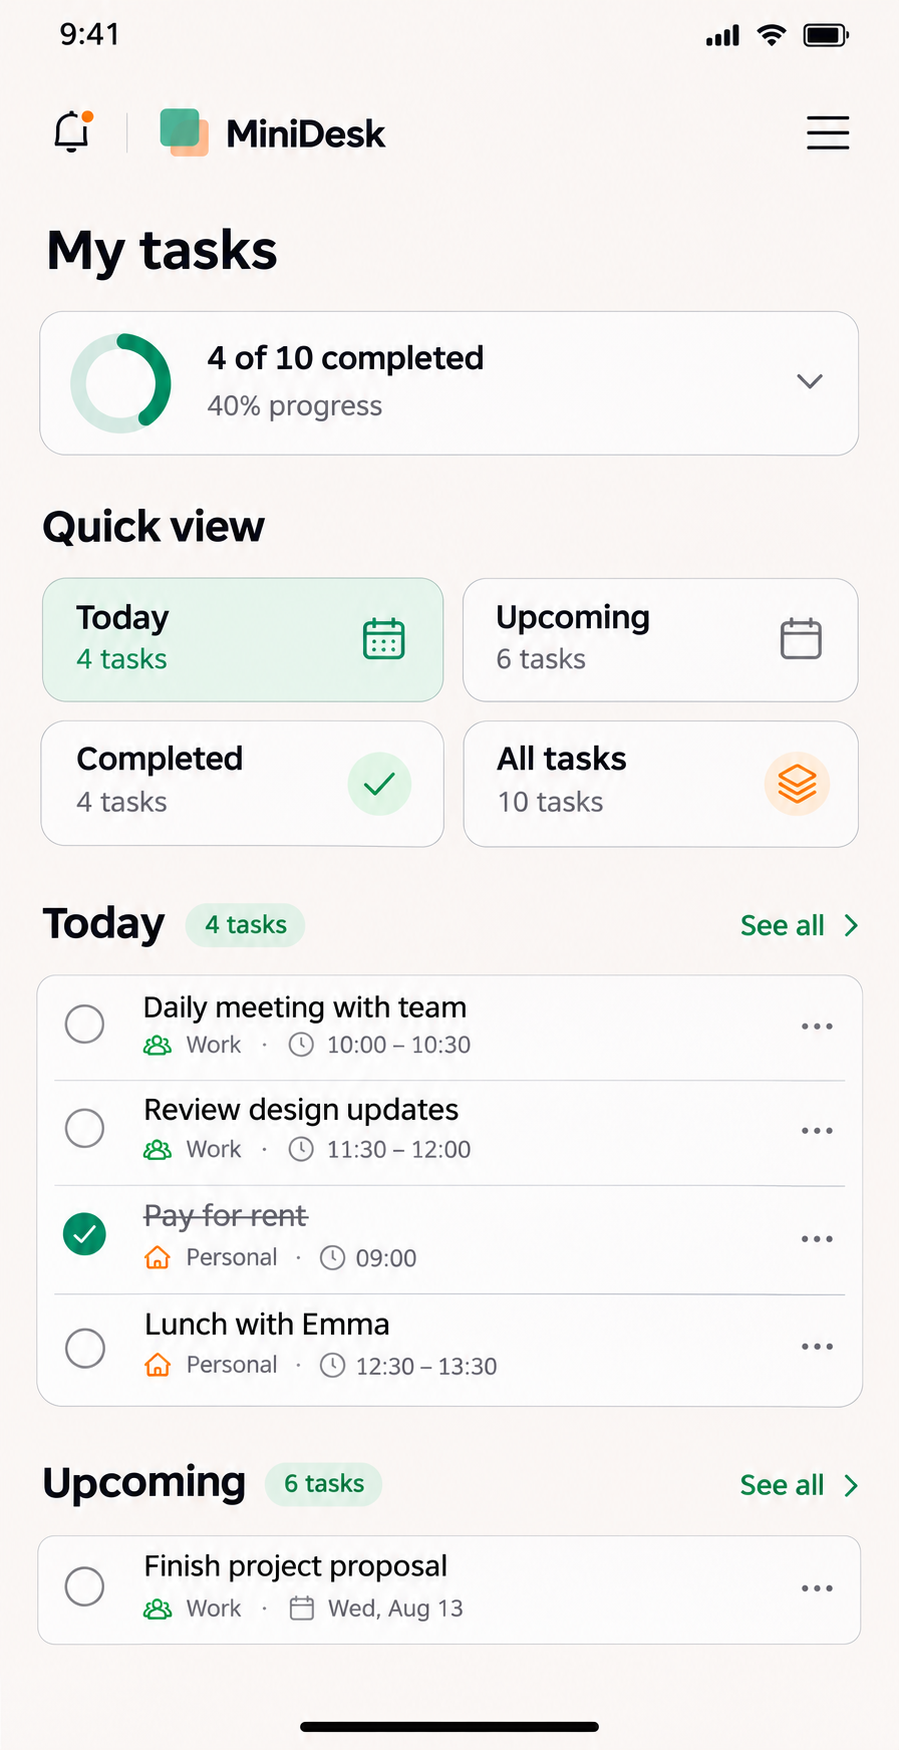 9:41
MiniDesk
My tasks
4 of 10 completed
40% progress
Quick view
Today
4 tasks
Upcoming
6 tasks
Completed
4 tasks
All tasks
10 tasks
Today 4 tasks See all
Daily meeting with team
Work · 10:00 – 10:30
Review design updates
Work · 11:30 – 12:00
Pay for rent
Personal · 09:00
Lunch with Emma
Personal · 12:30 – 13:30
Upcoming 6 tasks See all
Finish project proposal
Work · Wed, Aug 13